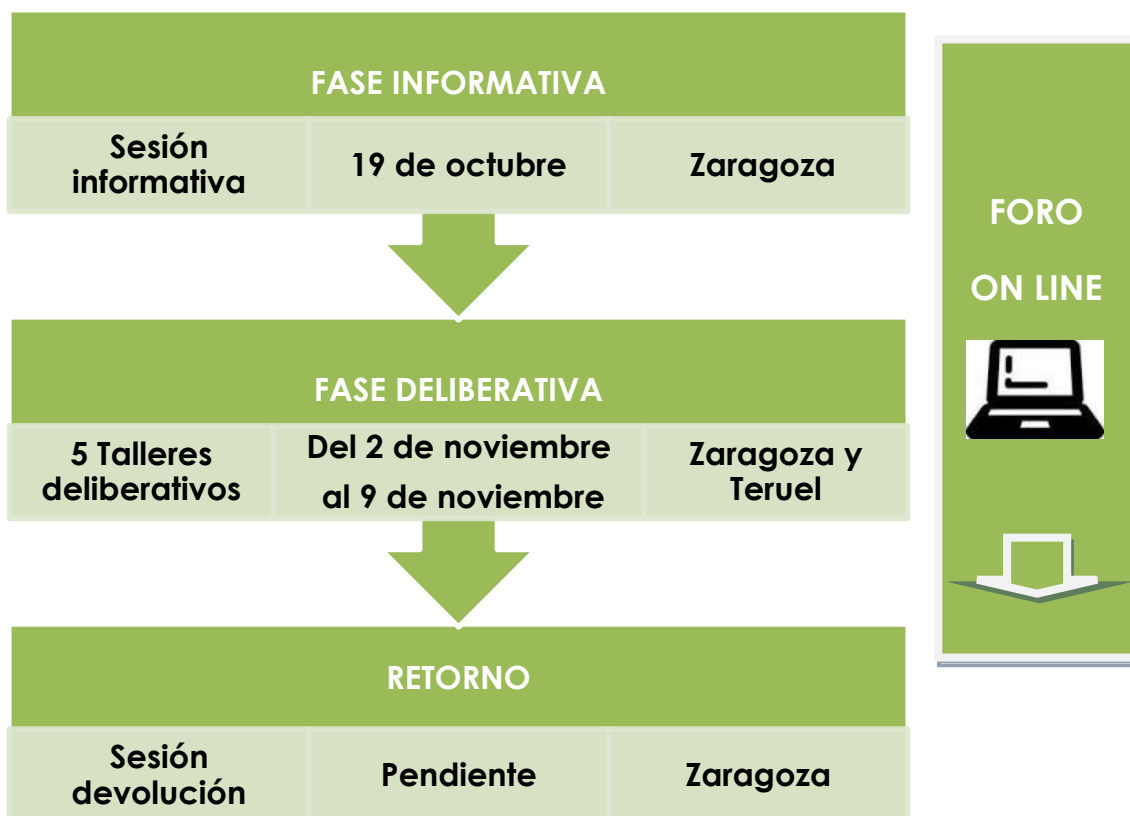 FASE INFORMATIVA
Sesión
informativa
19 de octubre
Zaragoza
FASE DELIBERATIVA
5 Talleres
deliberativos
Del 2 de noviembre
al 9 de noviembre
Zaragoza y
Teruel
RETORNO
Sesión
devolución
Pendiente
Zaragoza
FORO
ON LINE